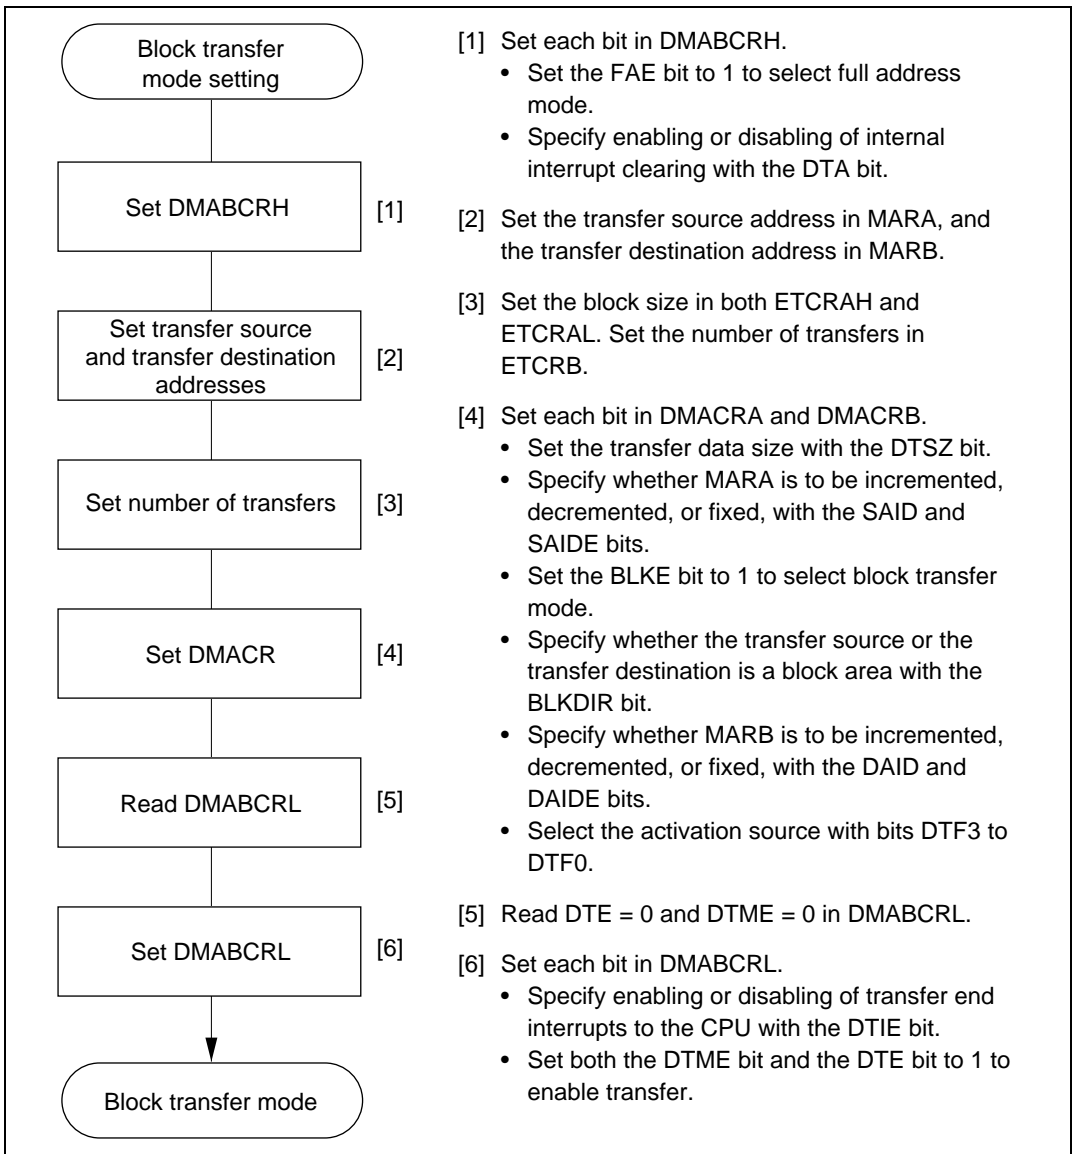 Block transfer
mode setting
Set DMABCRH [1]
Set transfer source
and transfer destination
addresses [2]
Set number of transfers [3]
Set DMACR [4]
Read DMABCRL [5]
Set DMABCRL [6]
Block transfer mode
[1] Set each bit in DMABCRH.
• Set the FAE bit to 1 to select full address
mode.
• Specify enabling or disabling of internal
interrupt clearing with the DTA bit.
[2] Set the transfer source address in MARA, and
the transfer destination address in MARB.
[3] Set the block size in both ETCRAH and
ETCRAL. Set the number of transfers in
ETCRB.
[4] Set each bit in DMACRA and DMACRB.
• Set the transfer data size with the DTSZ bit.
• Specify whether MARA is to be incremented,
decremented, or fixed, with the SAID and
SAIDE bits.
• Set the BLKE bit to 1 to select block transfer
mode.
• Specify whether the transfer source or the
transfer destination is a block area with the
BLKDIR bit.
• Specify whether MARB is to be incremented,
decremented, or fixed, with the DAID and
DAIDE bits.
• Select the activation source with bits DTF3 to
DTF0.
[5] Read DTE = 0 and DTME = 0 in DMABCRL.
[6] Set each bit in DMABCRL.
• Specify enabling or disabling of transfer end
interrupts to the CPU with the DTIE bit.
• Set both the DTME bit and the DTE bit to 1 to
enable transfer.